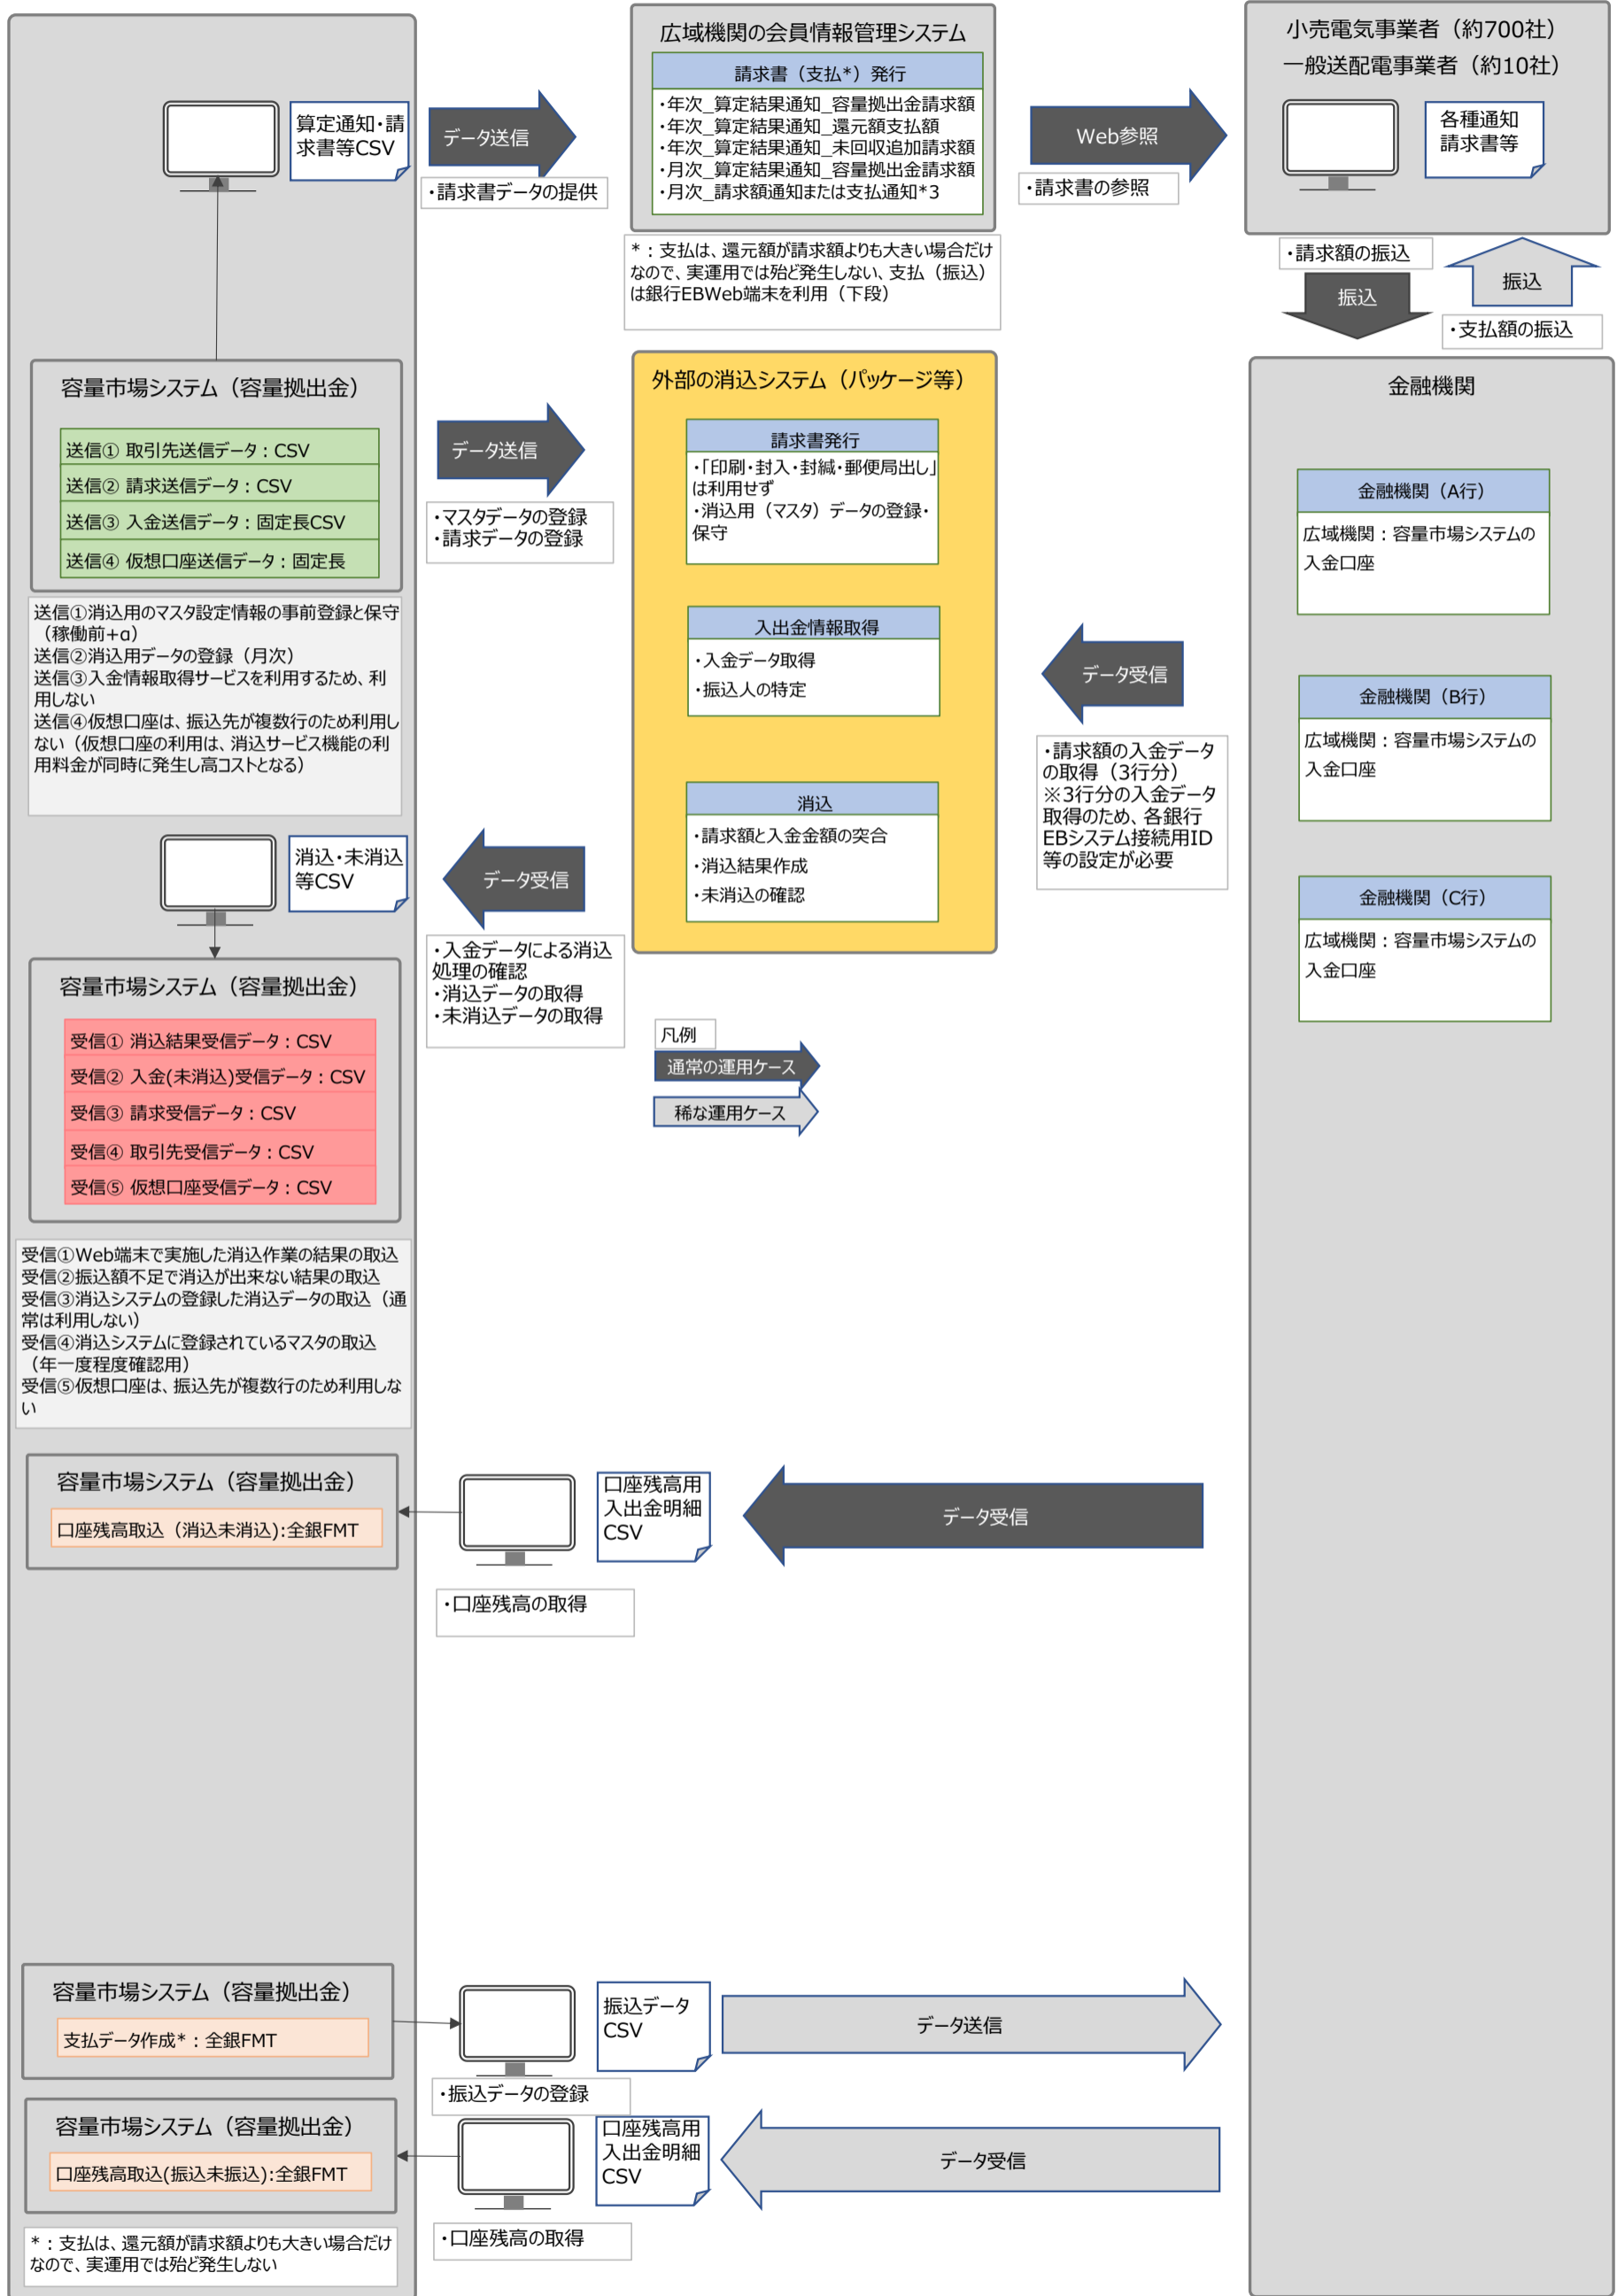 算定通知・請
求書等CSV
データ送信
・請求書データの提供
広域機関の会員情報管理システム
請求書（支払*）発行
・年次_算定結果通知_容量拠出金請求額
・年次_算定結果通知_還元額支払額
・年次_算定結果通知_未回収追加請求額
・月次_算定結果通知_容量拠出金請求額
・月次_請求額通知または支払通知*3
*：支払は、還元額が請求額よりも大きい場合だけ
なので、実運用では殆ど発生しない、支払（振込）
は銀行EBWeb端末を利用（下段）
Web参照
・請求書の参照
小売電気事業者（約700社）
一般送配電事業者（約10社）
各種通知
請求書等
・請求額の振込
振込
振込
・支払額の振込
容量市場システム（容量拠出金）
送信① 取引先送信データ：CSV
送信② 請求送信データ：CSV
送信③ 入金送信データ：固定長CSV
送信④ 仮想口座送信データ：固定長
送信①消込用のマスタ設定情報の事前登録と保守
（稼働前+α）
送信②消込用データの登録（月次）
送信③入金情報取得サービスを利用するため、利
用しない
送信④仮想口座は、振込先が複数行のため利用し
ない（仮想口座の利用は、消込サービス機能の利
用料金が同時に発生し高コストとなる）
データ送信
・マスタデータの登録
・請求データの登録
外部の消込システム（パッケージ等）
請求書発行
・「印刷・封入・封緘・郵便局出し」
は利用せず
・消込用（マスタ）データの登録・
保守
入出金情報取得
・入金データ取得
・振込人の特定
消込
・請求額と入金金額の突合
・消込結果作成
・未消込の確認
データ受信
・請求額の入金データ
の取得（3行分）
※3行分の入金データ
取得のため、各銀行
EBシステム接続用ID
等の設定が必要
金融機関
金融機関（A行）
広域機関：容量市場システムの
入金口座
金融機関（B行）
広域機関：容量市場システムの
入金口座
金融機関（C行）
広域機関：容量市場システムの
入金口座
消込・未消込
等CSV
データ受信
・入金データによる消込
処理の確認
・消込データの取得
・未消込データの取得
凡例
通常の運用ケース
稀な運用ケース
容量市場システム（容量拠出金）
受信① 消込結果受信データ：CSV
受信② 入金(未消込)受信データ：CSV
受信③ 請求受信データ：CSV
受信④ 取引先受信データ：CSV
受信⑤ 仮想口座受信データ：CSV
受信①Web端末で実施した消込作業の結果の取込
受信②振込額不足で消込が出来ない結果の取込
受信③消込システムの登録した消込データの取込（通
常は利用しない）
受信④消込システムに登録されているマスタの取込
（年一度程度確認用）
受信⑤仮想口座は、振込先が複数行のため利用しな
い
容量市場システム（容量拠出金）
口座残高取込（消込未消込):全銀FMT
口座残高用
入出金明細
CSV
データ受信
・口座残高の取得
容量市場システム（容量拠出金）
支払データ作成*：全銀FMT
振込データ
CSV
データ送信
・振込データの登録
容量市場システム（容量拠出金）
口座残高取込(振込未振込):全銀FMT
口座残高用
入出金明細
CSV
データ受信
・口座残高の取得
*：支払は、還元額が請求額よりも大きい場合だけ
なので、実運用では殆ど発生しない